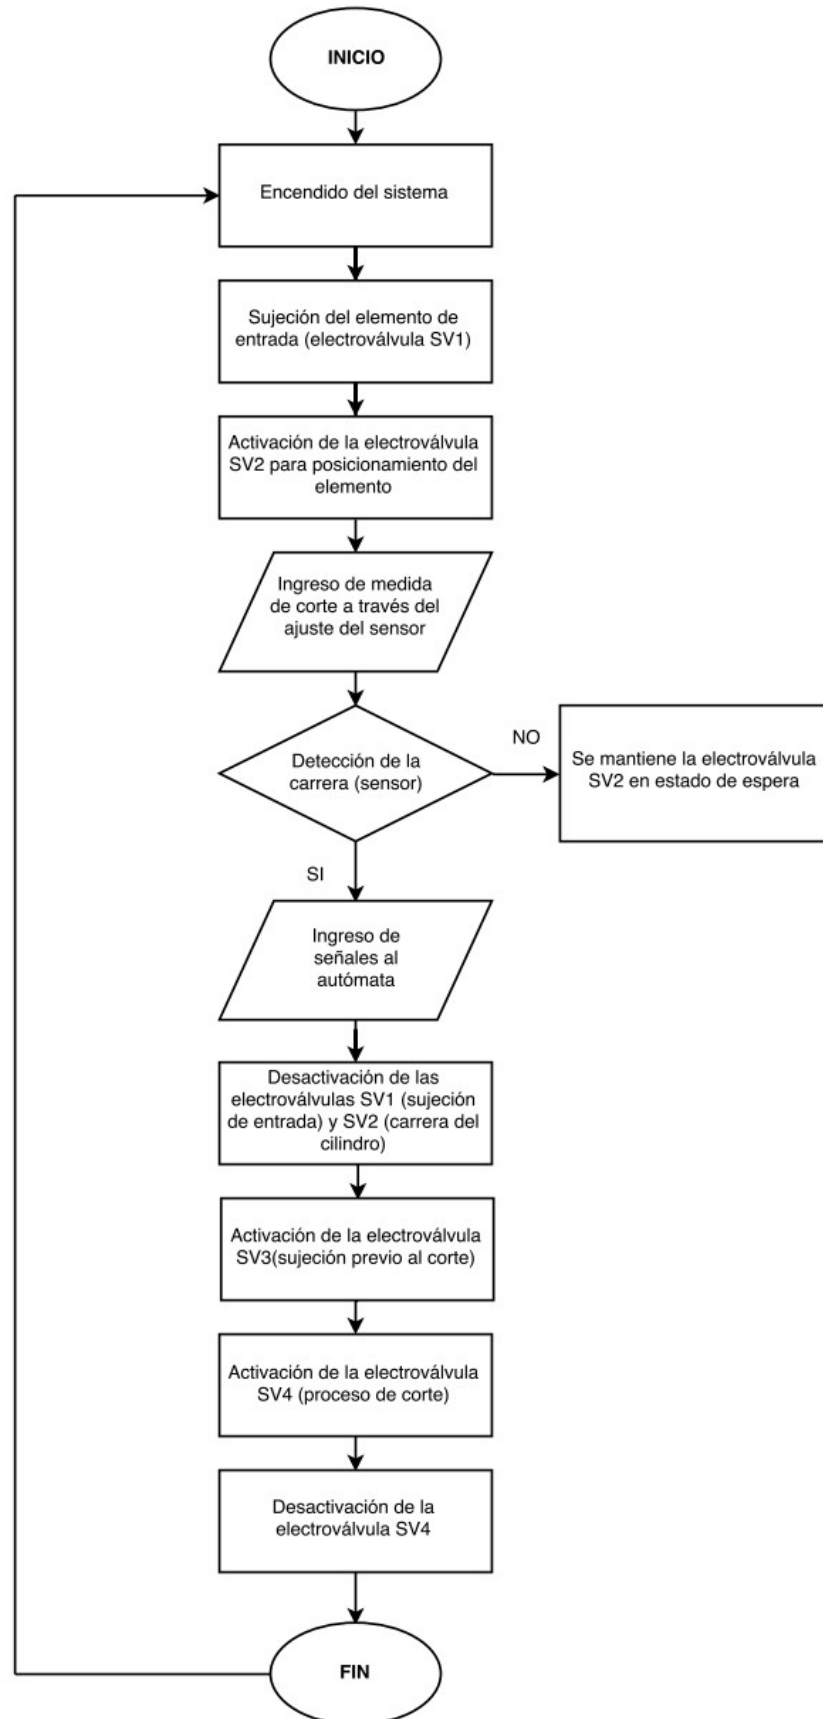 INICIO
Encendido del sistema
Sujeción del elemento de
entrada (electroválvula SV1)
Activación de la electroválvula
SV2 para posicionamiento del
elemento
Ingreso de medida
de corte a través del
ajuste del sensor
Detección de la
carrera (sensor)
NO
Se mantiene la electroválvula
SV2 en estado de espera
SI
Ingreso de
señales al
autómata
Desactivación de las
electroválvulas SV1 (sujeción
de entrada) y SV2 (carrera del
cilindro)
Activación de la electroválvula
SV3(sujeción previo al corte)
Activación de la electroválvula
SV4 (proceso de corte)
Desactivación de la
electroválvula SV4
FIN